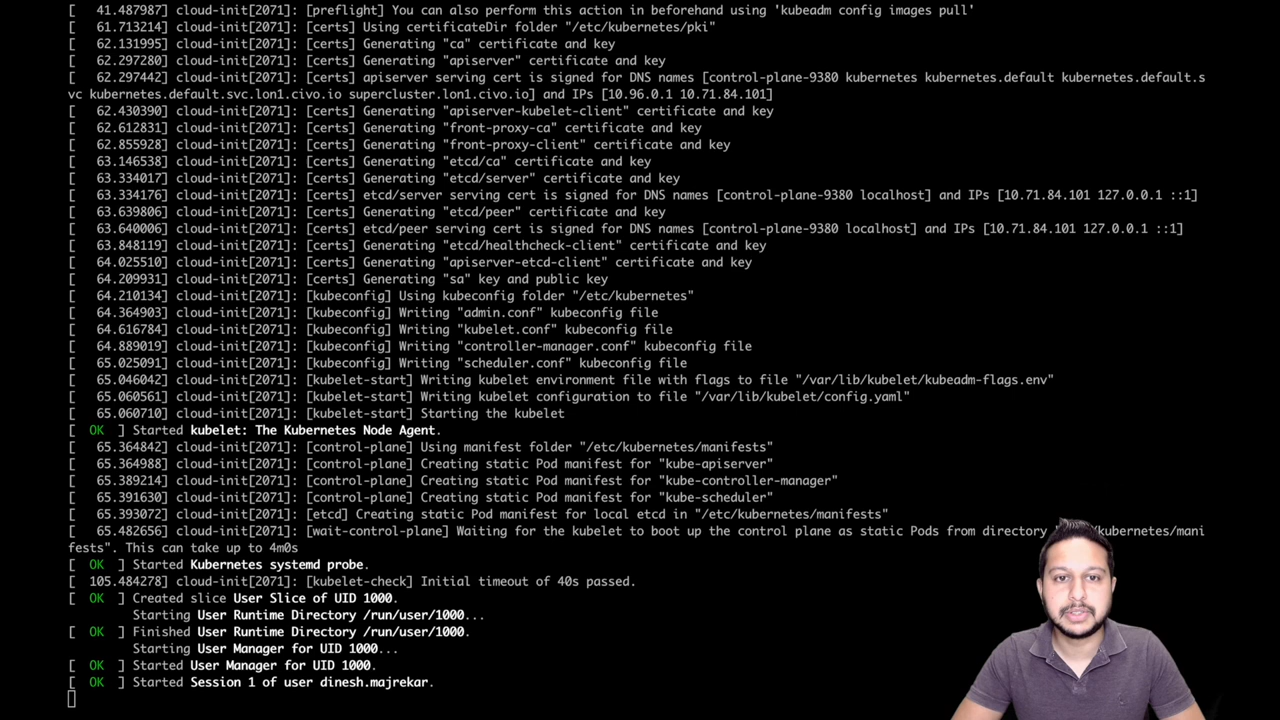 [   41.487987] cloud-init[2071]: [preflight] You can also perform this action in beforehand using 'kubeadm config images pull'
[   61.713214] cloud-init[2071]: [certs] Using certificateDir folder "/etc/kubernetes/pki"
[   62.131995] cloud-init[2071]: [certs] Generating "ca" certificate and key
[   62.297280] cloud-init[2071]: [certs] Generating "apiserver" certificate and key
[   62.297442] cloud-init[2071]: [certs] apiserver serving cert is signed for DNS names [control-plane-9380 kubernetes kubernetes.default kubernetes.default.s
vc kubernetes.default.svc.lon1.civo.io supercluster.lon1.civo.io] and IPs [10.96.0.1 10.71.84.101]
[   62.430390] cloud-init[2071]: [certs] Generating "apiserver-kubelet-client" certificate and key
[   62.612831] cloud-init[2071]: [certs] Generating "front-proxy-ca" certificate and key
[   62.855928] cloud-init[2071]: [certs] Generating "front-proxy-client" certificate and key
[   63.146538] cloud-init[2071]: [certs] Generating "etcd/ca" certificate and key
[   63.334017] cloud-init[2071]: [certs] Generating "etcd/server" certificate and key
[   63.334176] cloud-init[2071]: [certs] etcd/server serving cert is signed for DNS names [control-plane-9380 localhost] and IPs [10.71.84.101 127.0.0.1 ::1]
[   63.639806] cloud-init[2071]: [certs] Generating "etcd/peer" certificate and key
[   63.640006] cloud-init[2071]: [certs] etcd/peer serving cert is signed for DNS names [control-plane-9380 localhost] and IPs [10.71.84.101 127.0.0.1 ::1]
[   63.848119] cloud-init[2071]: [certs] Generating "etcd/healthcheck-client" certificate and key
[   64.025510] cloud-init[2071]: [certs] Generating "apiserver-etcd-client" certificate and key
[   64.209931] cloud-init[2071]: [certs] Generating "sa" key and public key
[   64.210134] cloud-init[2071]: [kubeconfig] Using kubeconfig folder "/etc/kubernetes"
[   64.364903] cloud-init[2071]: [kubeconfig] Writing "admin.conf" kubeconfig file
[   64.616784] cloud-init[2071]: [kubeconfig] Writing "kubelet.conf" kubeconfig file
[   64.889019] cloud-init[2071]: [kubeconfig] Writing "controller-manager.conf" kubeconfig file
[   65.025091] cloud-init[2071]: [kubeconfig] Writing "scheduler.conf" kubeconfig file
[   65.046042] cloud-init[2071]: [kubelet-start] Writing kubelet environment file with flags to file "/var/lib/kubelet/kubeadm-flags.env"
[   65.060561] cloud-init[2071]: [kubelet-start] Writing kubelet configuration to file "/var/lib/kubelet/config.yaml"
[   65.060710] cloud-init[2071]: [kubelet-start] Starting the kubelet
[  OK  ] Started kubelet: The Kubernetes Node Agent.
[   65.364842] cloud-init[2071]: [control-plane] Using manifest folder "/etc/kubernetes/manifests"
[   65.364988] cloud-init[2071]: [control-plane] Creating static Pod manifest for "kube-apiserver"
[   65.389214] cloud-init[2071]: [control-plane] Creating static Pod manifest for "kube-controller-manager"
[   65.391630] cloud-init[2071]: [control-plane] Creating static Pod manifest for "kube-scheduler"
[   65.393072] cloud-init[2071]: [etcd] Creating static Pod manifest for local etcd in "/etc/kubernetes/manifests"
[   65.482656] cloud-init[2071]: [wait-control-plane] Waiting for the kubelet to boot up the control plane as static Pods from directory /kubernetes/mani
fests". This can take up to 4m0s
[  OK  ] Started Kubernetes systemd probe.
[  105.484278] cloud-init[2071]: [kubelet-check] Initial timeout of 40s passed.
[  OK  ] Created slice User Slice of UID 1000.
Starting User Runtime Directory /run/user/1000...
[  OK  ] Finished User Runtime Directory /run/user/1000.
Starting User Manager for UID 1000...
[  OK  ] Started User Manager for UID 1000.
[  OK  ] Started Session 1 of user dinesh.majrekar.